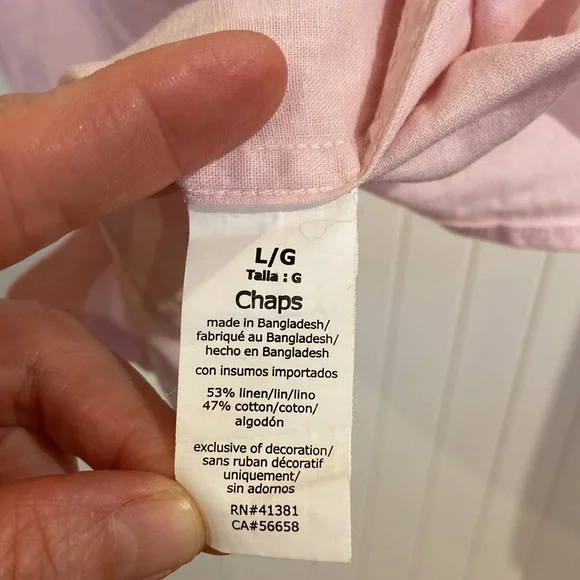 L/G
Talla : G
Chaps
made in Bangladesh/
fabriqué au Bangladesh/
hecho en Bangladesh
con insumos importados
53% linen/lin/lino
47% cotton/coton/
algodón
exclusive of decoration/
sans ruban décoratif
uniquement/
sin adornos
RN#41381
CA#56658